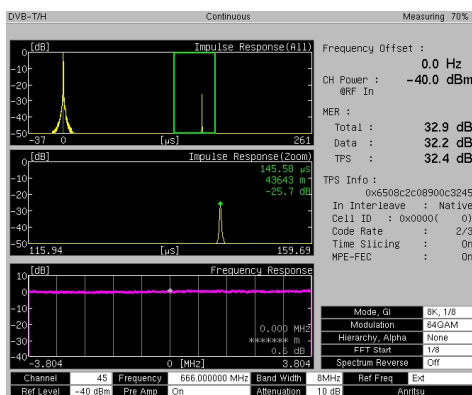 DVB-T/H Continuous Measuring 70%
[dB] Impulse Response(All)
0
-10
-20
-30
-40
-50
-37 0 [µS] 261
[dB] Impulse Response(Zoom)
0
-10
-20
-30
-40
-50
145.58 µS
43643 m
-25.7 dB
115.94 [µS] 159.69
[dB] Frequency Response
10
0
-10
-20
-30
-40
0.000 MHz
******* m
0.5 dB
-3.804 0 [MHz] 3.804
Frequency Offset :
0.0 Hz
CH Power : -40.0 dBm
@RF In
MER :
Total : 32.9 dB
Data : 32.2 dB
TPS : 32.4 dB
TPS Info :
0x6508c2c08900c3245
In Interleave : Native
Cell ID : 0x0000( 0)
Code Rate : 2/3
Time Slicing : On
MPE-FEC : On
Mode, GI 8K, 1/8
Modulation 64QAM
Hierarchy, Alpha None
FFT Start 1/8
Spectrum Reverse Off
Channel 45 Frequency 666.000000 MHz Band Width 8MHz Ref Freq Ext
Ref Level -40 dBm Pre Amp On Attenuation 10 dB Anritsu